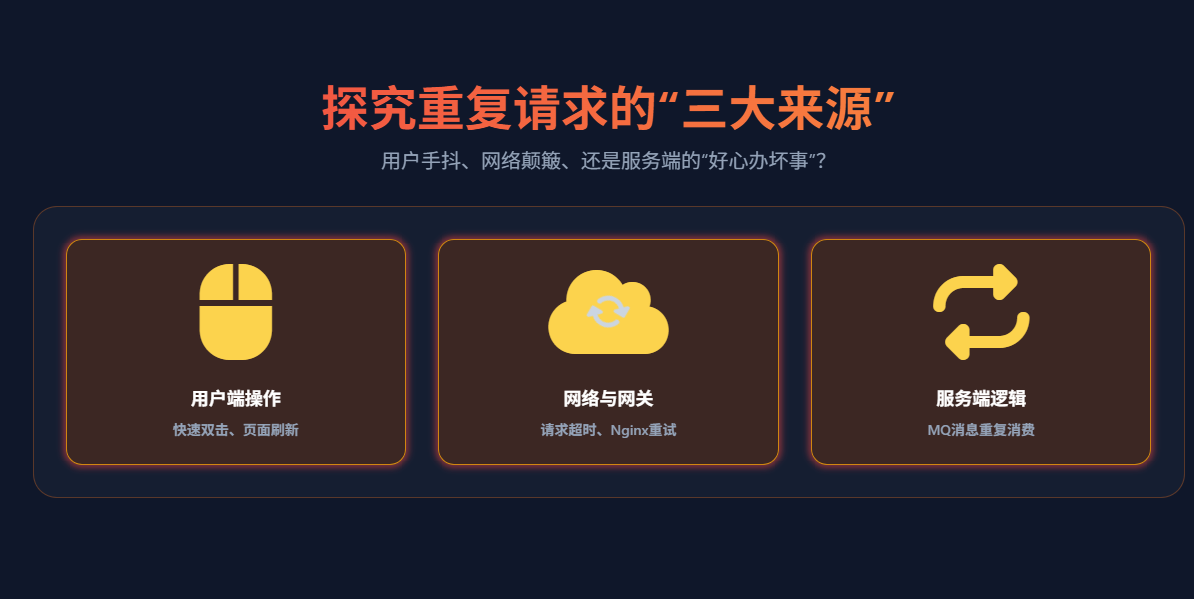 探究重复请求的“三大来源”
用户手抖、网络颠簸、还是服务端的“好心办坏事”？
用户端操作
快速双击、页面刷新
网络与网关
请求超时、Nginx重试
服务端逻辑
MQ消息重复消费